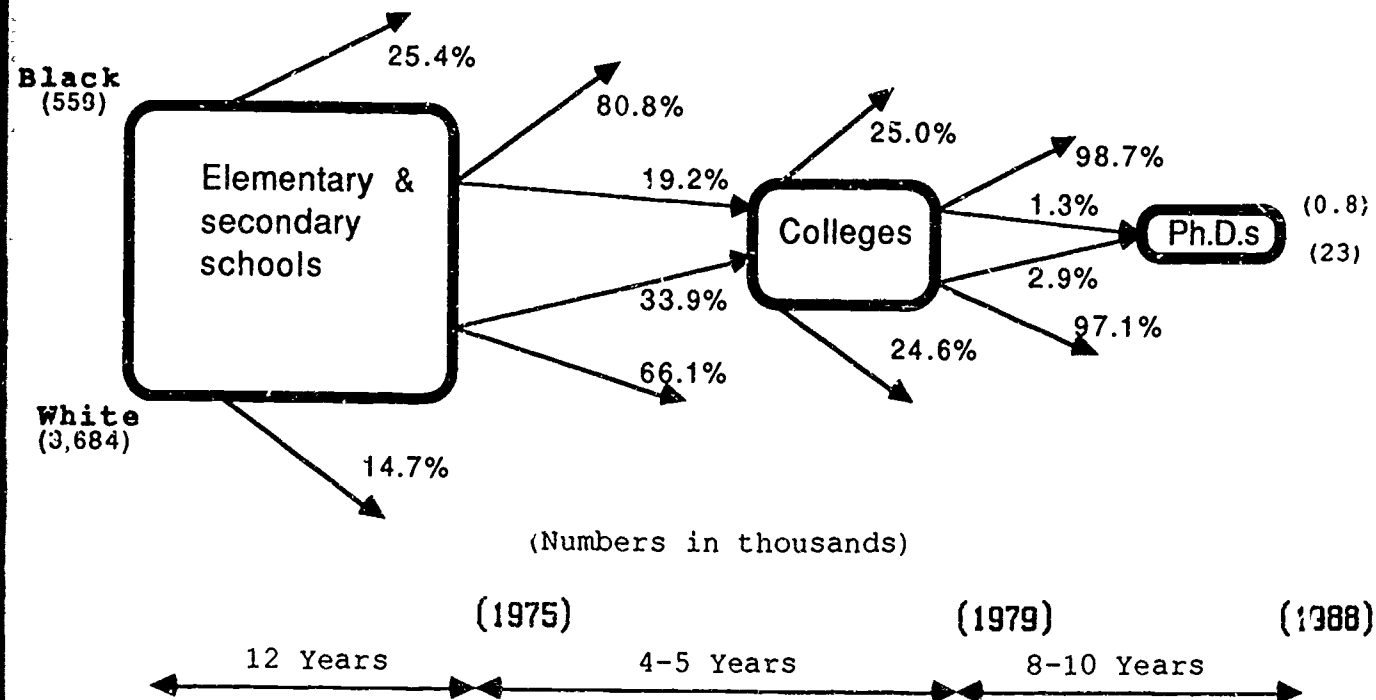 25.4%
Black
(559)
80.8%
25.0%
98.7%
Elementary &
secondary
schools
19.2%
1.3%
(0.8)
Colleges
Ph.D.s
(23)
33.9%
2.9%
97.1%
24.6%
66.1%
White
(3,684)
14.7%
(Numbers in thousands)
(1975)
(1979)
(1988)
12 Years
4-5 Years
8-10 Years